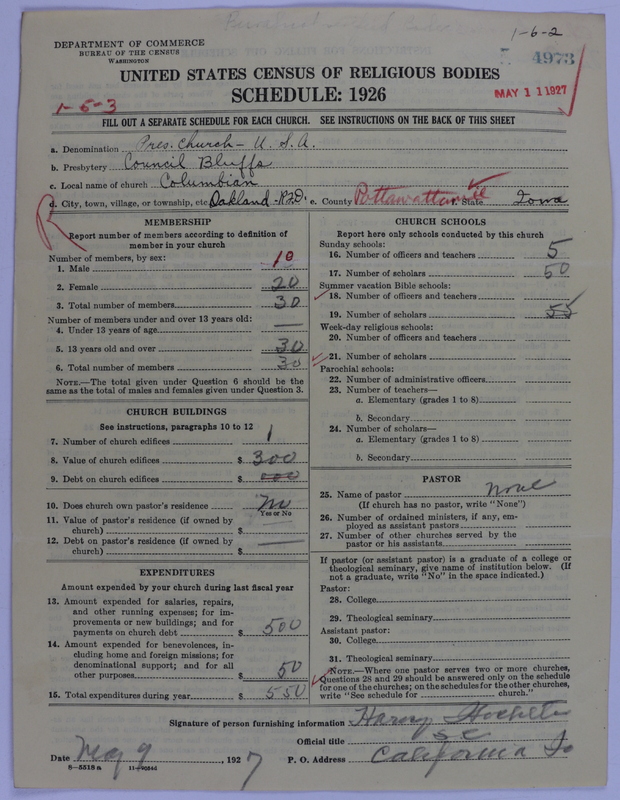 1-6-2
DEPARTMENT OF COMMERCE
BUREAU OF THE CENSUS
WASHINGTON
4973
UNITED STATES CENSUS OF RELIGIOUS BODIES
SCHEDULE: 1926
MAY 11 1927
1-6-3
FILL OUT A SEPARATE SCHEDULE FOR EACH CHURCH. SEE INSTRUCTIONS ON THE BACK OF THIS SHEET
a. Denomination Pres. Church - U.S.A.
b. Presbytery Council Bluffs
c. Local name of church Columbian
d. City, town, village, or township, etc. Oakland - R.F.D. e. County Pottawattamie f. State Iowa
MEMBERSHIP
Report number of members according to definition of
member in your church
Number of members, by sex:
1. Male 10
2. Female 20
3. Total number of members 30
Number of members under and over 13 years old:
4. Under 13 years of age —
5. 13 years old and over 30
6. Total number of members 30
NOTE.—The total given under Question 6 should be the
same as the total of males and females given under Question 3.
CHURCH BUILDINGS
See instructions, paragraphs 10 to 12
7. Number of church edifices 1
8. Value of church edifices $ 300
9. Debt on church edifices $ 000
10. Does church own pastor's residence No
Yes or No
11. Value of pastor's residence (if owned by
church) $
12. Debt on pastor's residence (if owned by
church) $ —
EXPENDITURES
Amount expended by your church during last fiscal year
13. Amount expended for salaries, repairs,
and other running expenses; for im-
provements or new buildings; and for
payments on church debt $ 500
14. Amount expended for benevolences, in-
cluding home and foreign missions; for
denominational support; and for all
other purposes $ 50
15. Total expenditures during year $ 550
CHURCH SCHOOLS
Report here only schools conducted by this church
Sunday schools:
16. Number of officers and teachers 5
17. Number of scholars 50
Summer vacation Bible schools:
18. Number of officers and teachers
19. Number of scholars 55
Week-day religious schools:
20. Number of officers and teachers
21. Number of scholars
Parochial schools:
22. Number of administrative officers
23. Number of teachers—
a. Elementary (grades 1 to 8)
b. Secondary
24. Number of scholars—
a. Elementary (grades 1 to 8)
b. Secondary
PASTOR
25. Name of pastor None
(If church has no pastor, write "None")
26. Number of ordained ministers, if any, em-
ployed as assistant pastors
27. Number of other churches served by the
pastor or his assistants
If pastor (or assistant pastor) is a graduate of a college or
theological seminary, give name of institution below. (If
not a graduate, write "No" in the space indicated.)
Pastor:
28. College
29. Theological seminary
Assistant pastor:
30. College
31. Theological seminary
NOTE.—Where one pastor serves two or more churches,
Questions 28 and 29 should be answered only on the schedule
for one of the churches; on the schedules for the other churches,
write "See schedule for church."
Signature of person furnishing information Harry
Official title S.C.
Date May 9, 1927 P. O. Address California Io
8-5518a